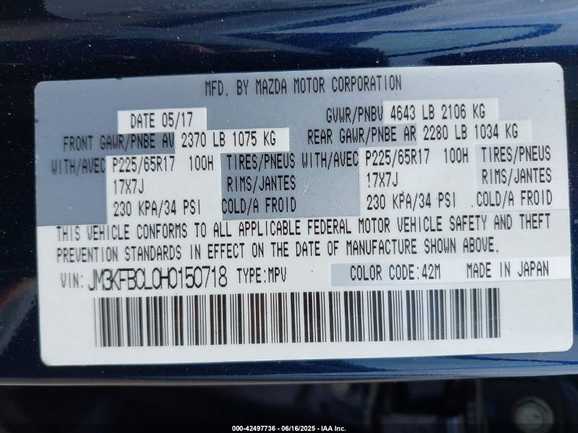 MFD. BY MAZDA MOTOR CORPORATION
DATE 05/17 GVWR/PNBV 4643 LB 2106 KG
FRONT GAWR/PNBE AV 2370 LB 1075 KG REAR GAWR/PNBE AR 2280 LB 1034 KG
WITH/AVEC P225/65R17 100H TIRES/PNEUS P225/65R17 100H TIRES/PNEUS
17X7J RIMS/JANTES 17X7J RIMS/JANTES
230 KPA/34 PSI COLD/A FROID 230 KPA/34 PSI COLD/A FROID
THIS VEHICLE CONFORMS TO ALL APPLICABLE FEDERAL MOTOR VEHICLE SAFETY AND THEFT
PREVENTION STANDARDS IN EFFECT ON THE DATE OF MANUFACTURE SHOWN ABOVE.
VIN: JM3KFBCL0H0150718 TYPE:MPV COLOR CODE:42M MADE IN JAPAN
000-42497736 - 06/16/2025 - IAA Inc.